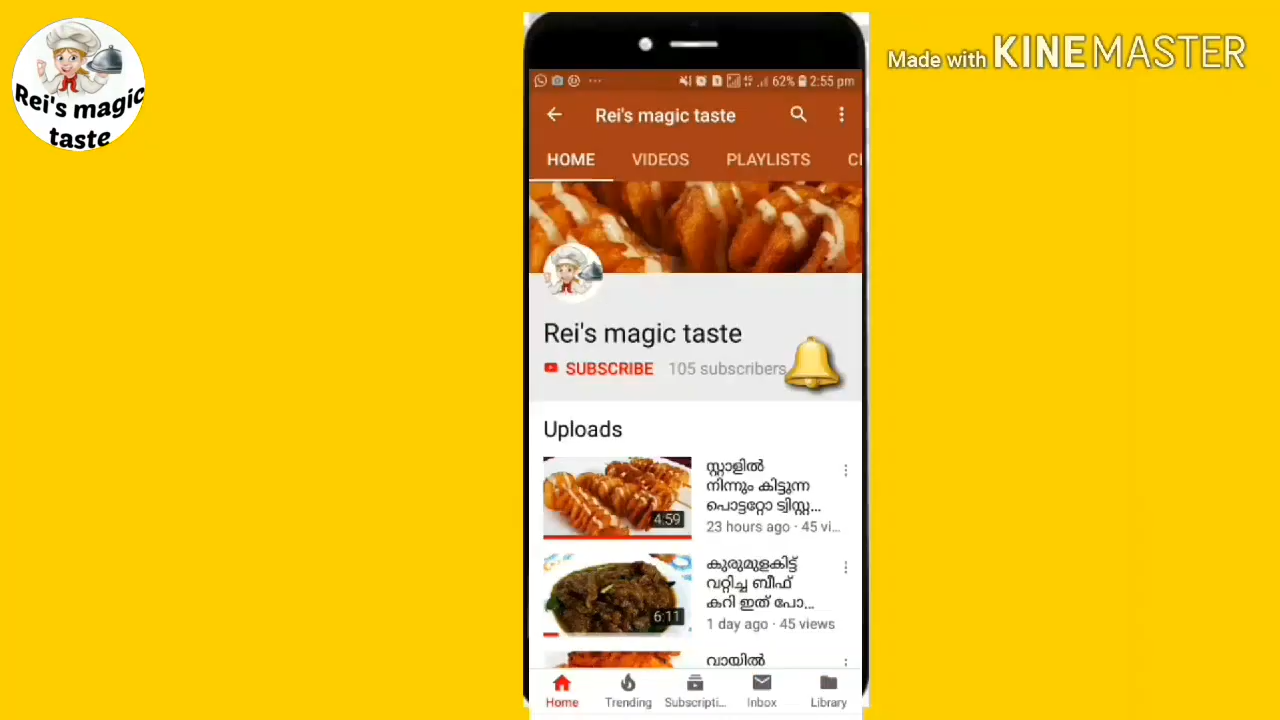 Rei's magic
taste
Made with KINEMASTER
62% 2:55 pm
Rei's magic taste
HOME VIDEOS PLAYLISTS
Rei's magic taste
SUBSCRIBE 105 subscribers
Uploads
സ്റ്റാളിൽ
നിന്നും കിട്ടുന്ന
പൊട്ടറ്റോ ട്വിസ്റ്റ...
4:59
23 hours ago · 45 vi...
കുരുമുളകിട്ട്
വറ്റിച്ച ബീഫ്
കറി ഇത് പോ...
6:11
1 day ago · 45 views
വായിൽ
Home Trending Subscripti... Inbox Library